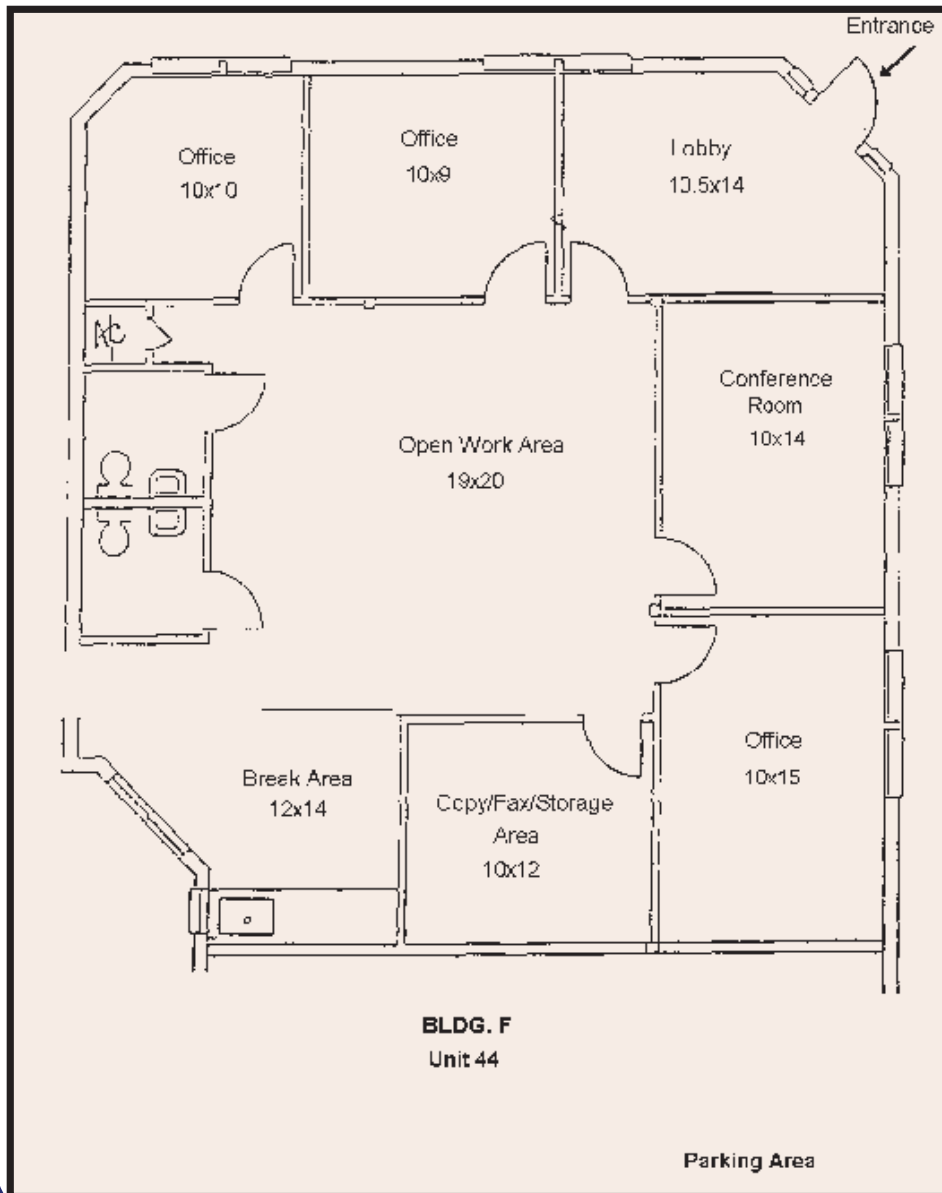 Entrance
Office
10x10
Office
10x9
Lobby
10.5x14
AC
Conference
Room
10x14
Open Work Area
19x20
Office
10x15
Break Area
12x14
Copy/Fax/Storage
Area
10x12
BLDG. F
Unit 44
Parking Area